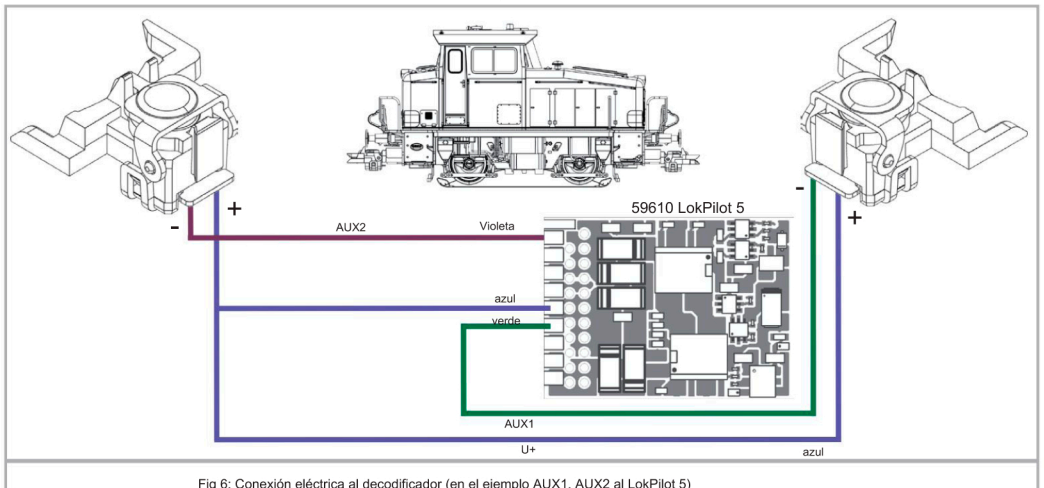 59610 LokPilot 5
+
-
AUX2
Violeta
-
+
azul
verde
AUX1
U+
azul
Fig 6: Conexión eléctrica al decodificador (en el ejemplo AUX1, AUX2 al LokPilot 5)